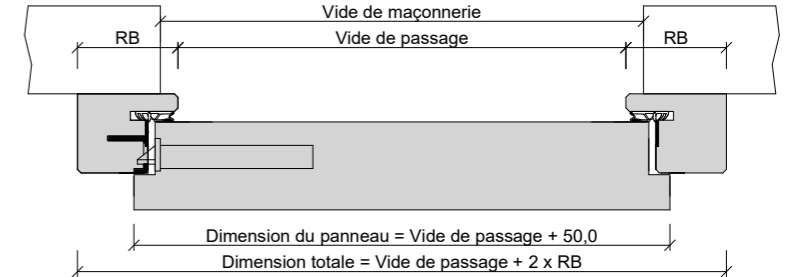 Vide de maçonnerie
RB
Vide de passage
RB
Dimension du panneau = Vide de passage + 50,0
Dimension totale = Vide de passage + 2 x RB